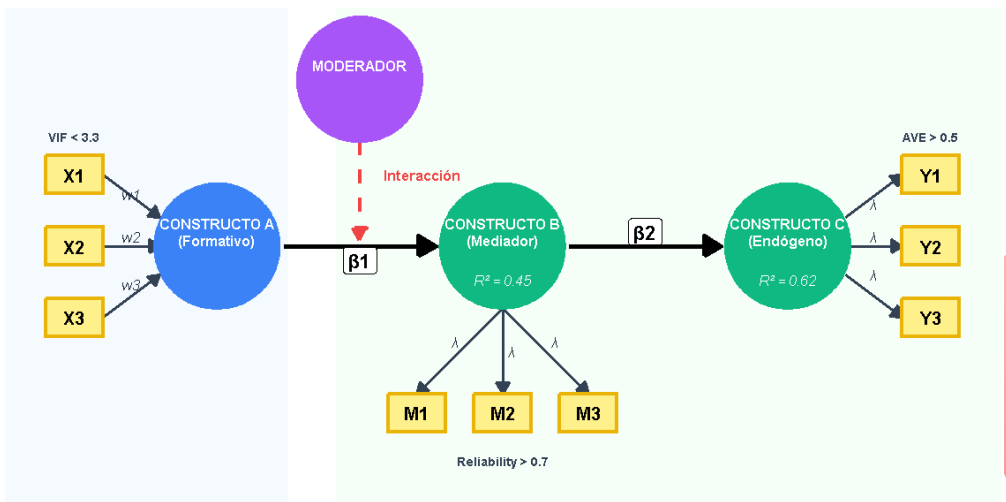 MODERADOR
VIF < 3.3
AVE > 0.5
X1
w1
Interacción
Y1
λ
CONSTRUCTO A
(Formativo)
CONSTRUCTO B
(Mediador)
CONSTRUCTO C
(Endógeno)
X2
w2
β1
β2
λ
Y2
R² = 0.45
R² = 0.62
w3
λ
X3
Y3
λ
λ
λ
M1
M2
M3
Reliability > 0.7